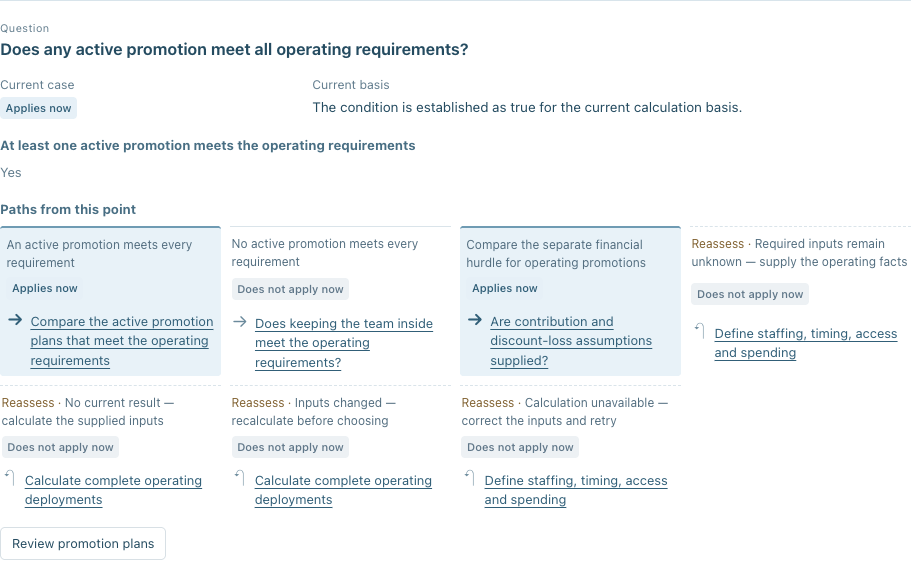 Question
Does any active promotion meet all operating requirements?
Current case
Applies now
Current basis
The condition is established as true for the current calculation basis.
At least one active promotion meets the operating requirements
Yes
Paths from this point
An active promotion meets every
requirement
Applies now
Compare the active promotion
plans that meet the operating
requirements
No active promotion meets every
requirement
Does not apply now
Does keeping the team inside
meet the operating
requirements?
Compare the separate financial
hurdle for operating promotions
Applies now
Are contribution and
discount-loss assumptions
supplied?
Reassess · Required inputs remain
unknown — supply the operating facts
Does not apply now
Define staffing, timing, access
and spending
Reassess · No current result —
calculate the supplied inputs
Does not apply now
Calculate complete operating
deployments
Reassess · Inputs changed —
recalculate before choosing
Does not apply now
Calculate complete operating
deployments
Reassess · Calculation unavailable —
correct the inputs and retry
Does not apply now
Define staffing, timing, access
and spending
Review promotion plans